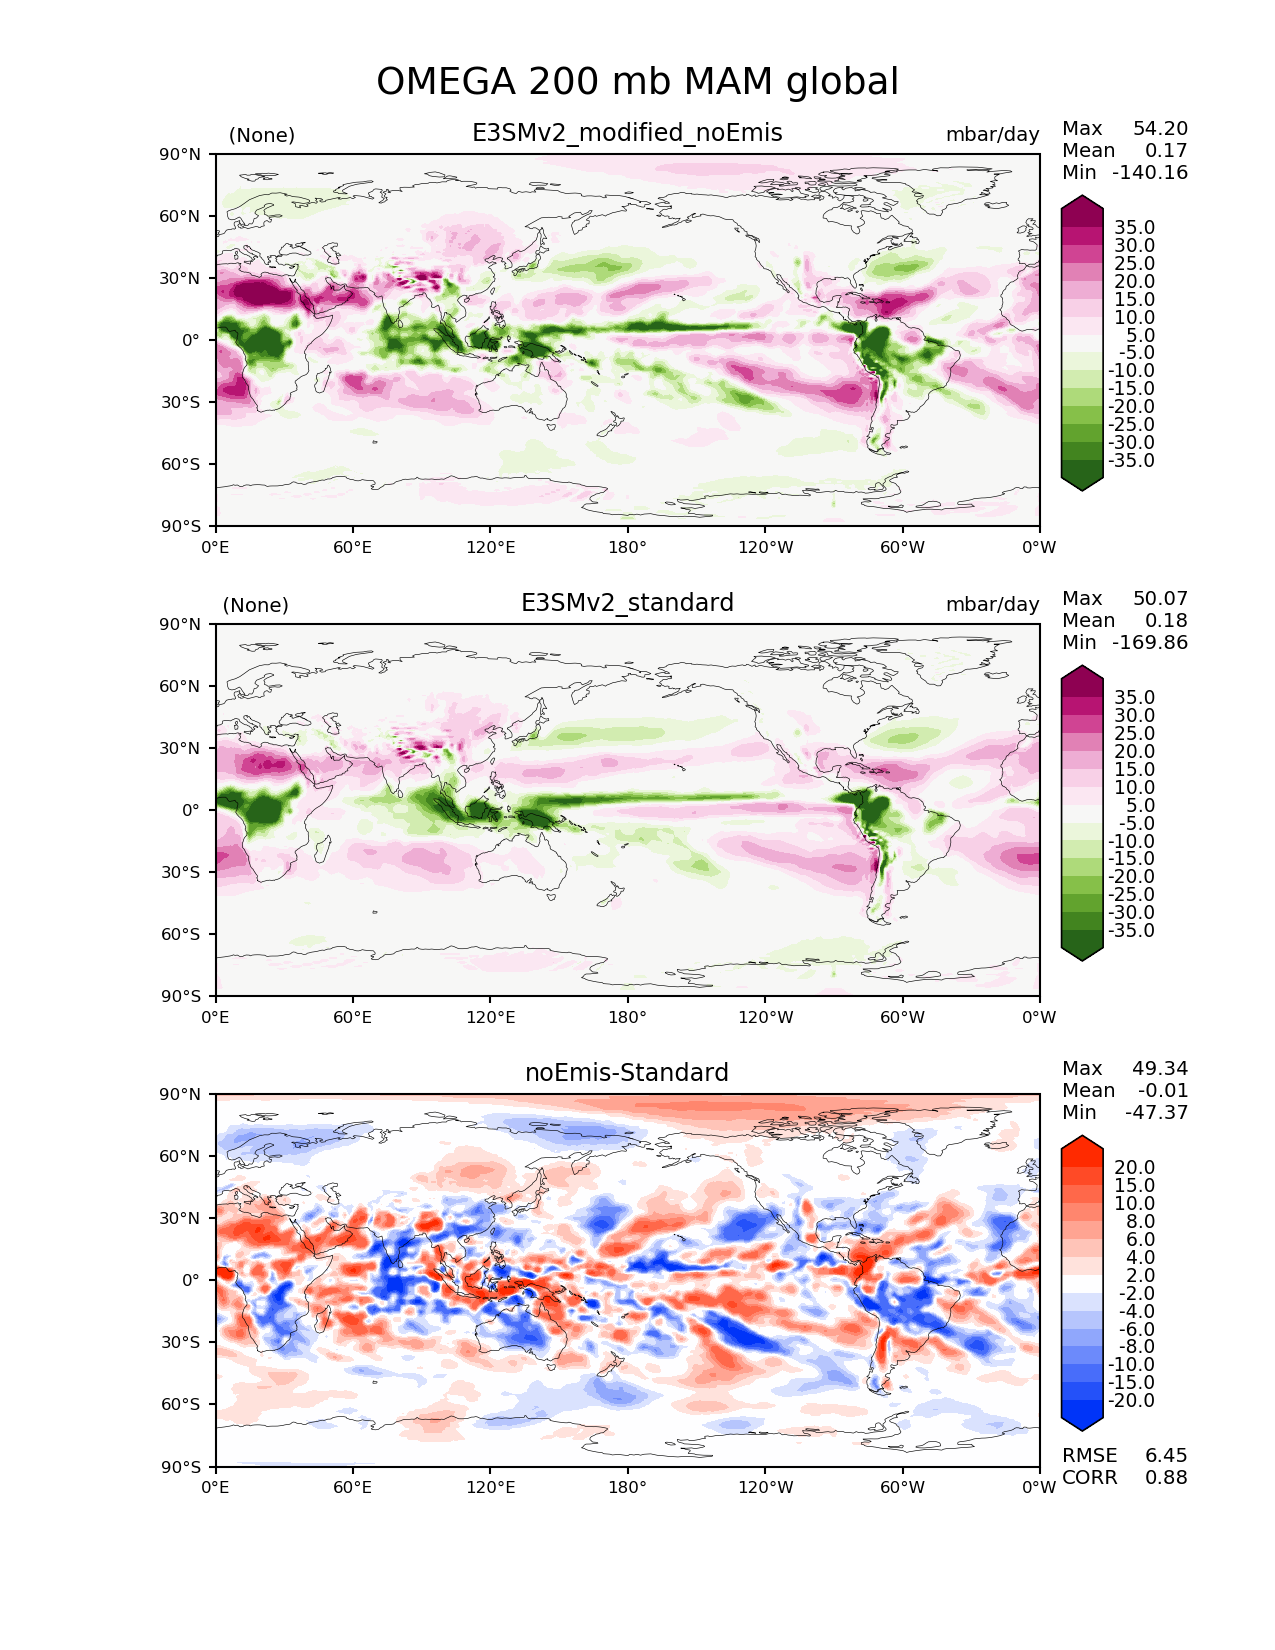 OMEGA 200 mb MAM global
(None)
E3SMv2_modified_noEmis
mbar/day
Max 54.20
Mean 0.17
Min -140.16
90°N
60°N
30°N
0°
30°S
60°S
90°S
0°E
60°E
120°E
180°
120°W
60°W
0°W
35.0
30.0
25.0
20.0
15.0
10.0
5.0
-5.0
-10.0
-15.0
-20.0
-25.0
-30.0
-35.0
(None)
E3SMv2_standard
mbar/day
Max 50.07
Mean 0.18
Min -169.86
90°N
60°N
30°N
0°
30°S
60°S
90°S
0°E
60°E
120°E
180°
120°W
60°W
0°W
35.0
30.0
25.0
20.0
15.0
10.0
5.0
-5.0
-10.0
-15.0
-20.0
-25.0
-30.0
-35.0
noEmis-Standard
Max 49.34
Mean -0.01
Min -47.37
90°N
60°N
30°N
0°
30°S
60°S
90°S
0°E
60°E
120°E
180°
120°W
60°W
0°W
20.0
15.0
10.0
8.0
6.0
4.0
2.0
-2.0
-4.0
-6.0
-8.0
-10.0
-15.0
-20.0
RMSE 6.45
CORR 0.88